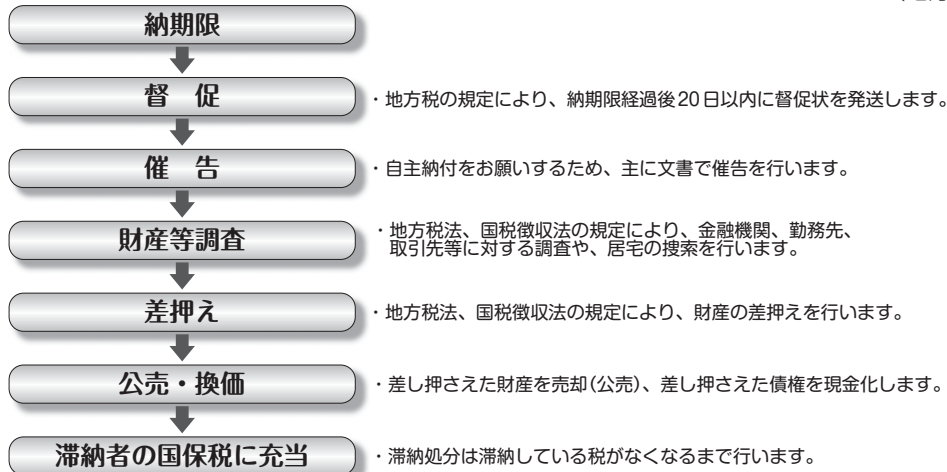 納期限
督 促
・地方税の規定により、納期限経過後20日以内に督促状を発送します。
催 告
・自主納付をお願いするため、主に文書で催告を行います。
財産等調査
・地方税法、国税徴収法の規定により、金融機関、勤務先、
取引先等に対する調査や、居宅の捜索を行います。
差押え
・地方税法、国税徴収法の規定により、財産の差押えを行います。
公売・換価
・差し押さえた財産を売却(公売)、差し押さえた債権を現金化します。
滞納者の国保税に充当
・滞納処分は滞納している税がなくなるまで行います。